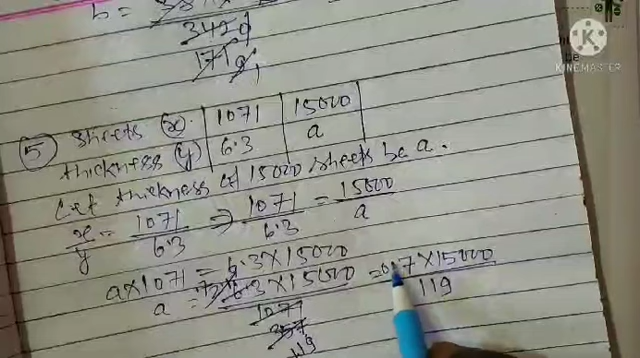 3420
171
KINEMASTER
5 sheets (x) 1071 15000
thickness (y) 6.3 a
Let thickness of 15000 sheets be a.
x/y = 1071/6.3 ⇒ 1071/6.3 = 15000/a
a×1071 = 6.3×15000
a = 6.3×15000/1071 = 0.7×15000/119
357
119